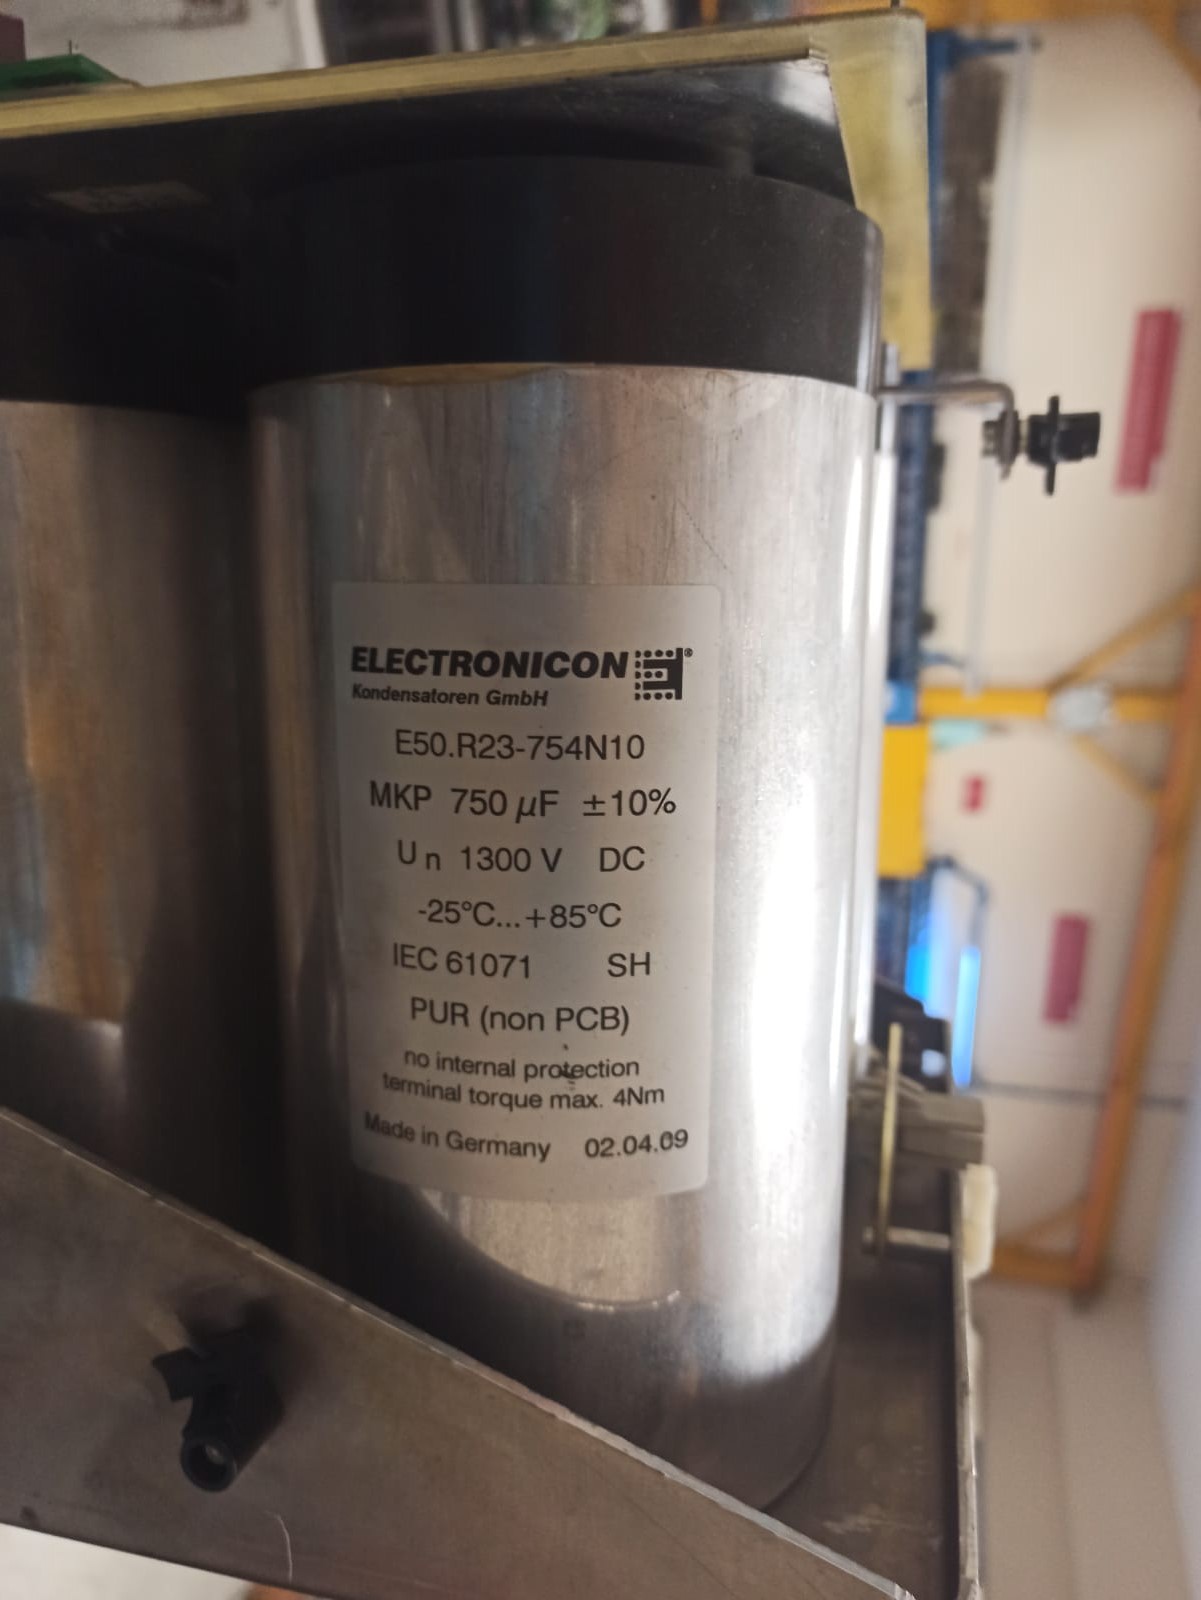 ELECTRONICON ®
Kondensatoren GmbH
E50.R23-754N10
MKP 750 µF ±10%
Un 1300 V DC
-25°C...+85°C
IEC 61071 SH
PUR (non PCB)
no internal protection
terminal torque max. 4Nm
Made in Germany 02.04.09